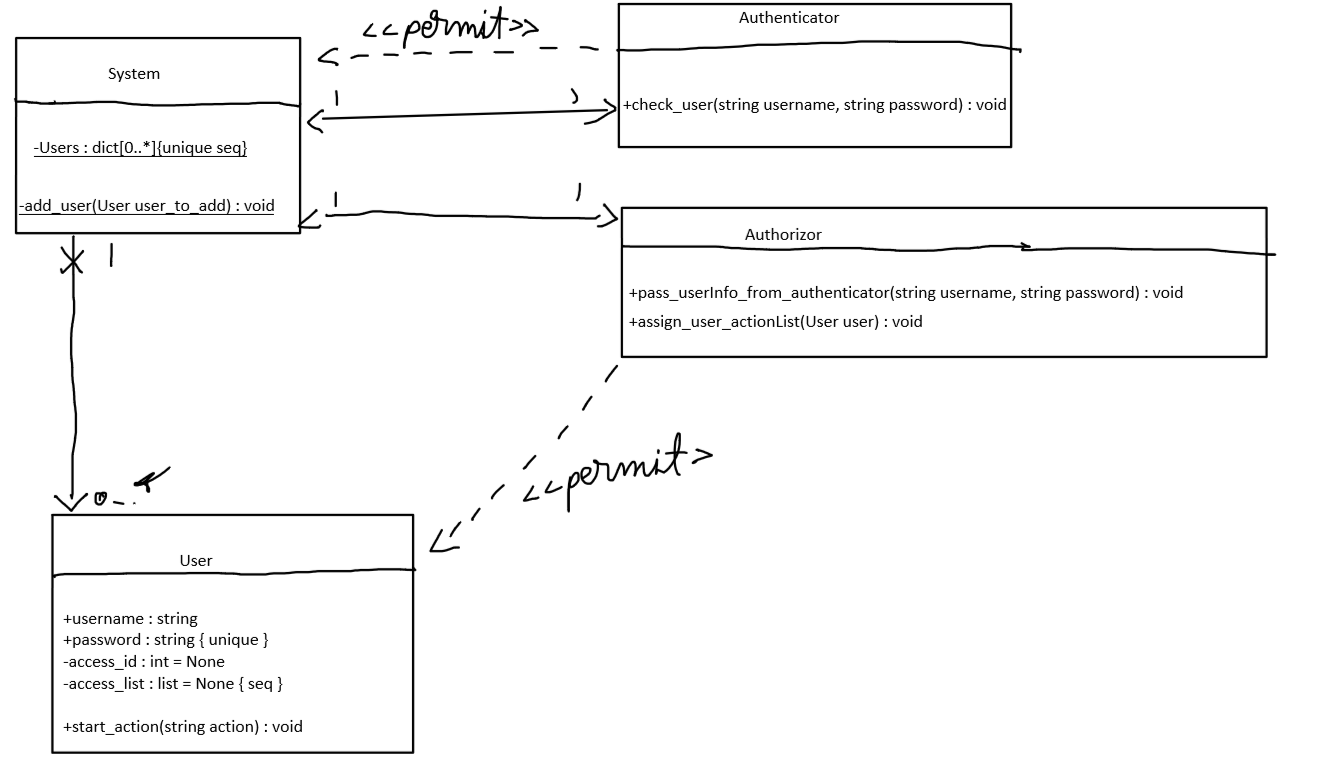 <<permit>>
Authenticator
System
+check_user(string username, string password) : void
1
1
-Users : dict[0..*]{unique seq}
-add_user(User user_to_add) : void
1
1
Authorizor
+pass_userInfo_from_authenticator(string username, string password) : void
+assign_user_actionList(User user) : void
1
<<permit>
0..*
User
+username : string
+password : string { unique }
-access_id : int = None
-access_list : list = None { seq }
+start_action(string action) : void